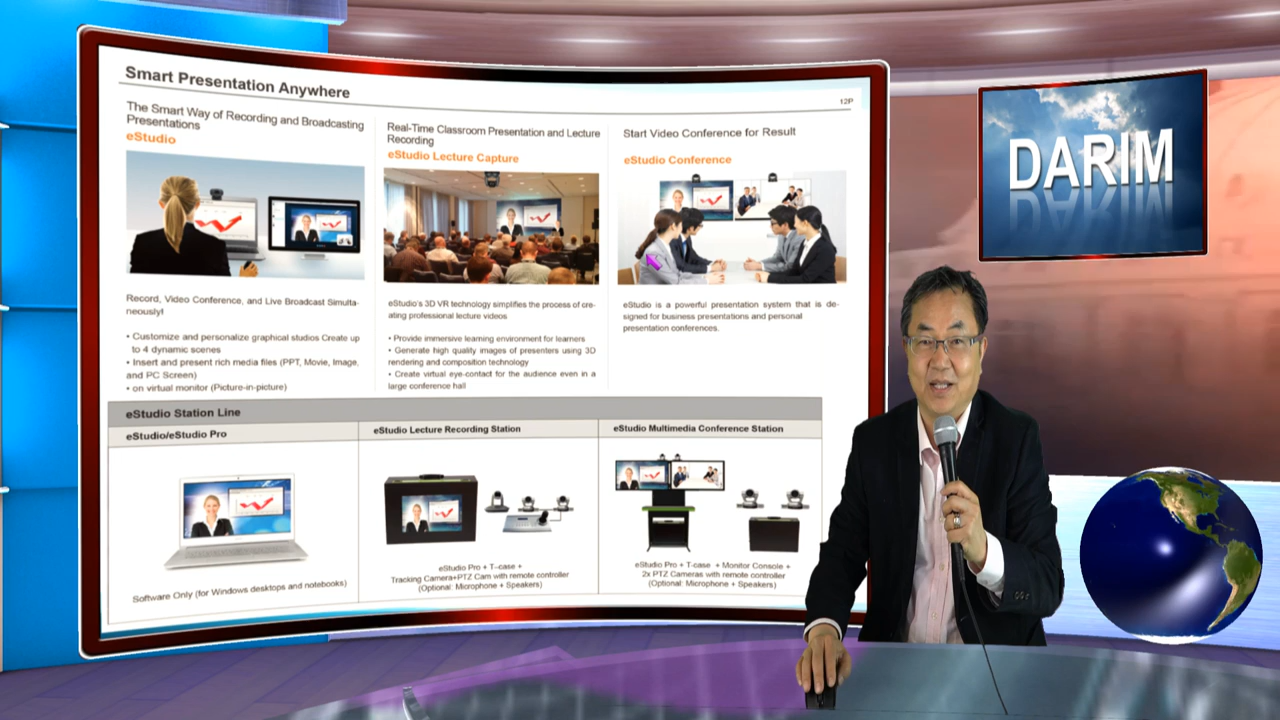 Smart Presentation Anywhere
12P
The Smart Way of Recording and Broadcasting
Presentations
eStudio
Real-Time Classroom Presentation and Lecture
Recording
eStudio Lecture Capture
Start Video Conference for Result
eStudio Conference
DARIM
Record, Video Conference, and Live Broadcast Simulta-
neously!
• Customize and personalize graphical studios Create up
to 4 dynamic scenes
• Insert and present rich media files (PPT, Movie, Image,
and PC Screen)
• on virtual monitor (Picture-in-picture)
eStudio's 3D VR technology simplifies the process of cre-
ating professional lecture videos
• Provide immersive learning environment for learners
• Generate high quality images of presenters using 3D
rendering and composition technology
• Create virtual eye-contact for the audience even in a
large conference hall
eStudio is a powerful presentation system that is de-
signed for business presentations and personal
presentation conferences.
eStudio Station Line
eStudio/eStudio Pro
eStudio Lecture Recording Station
eStudio Multimedia Conference Station
Software Only (for Windows desktops and notebooks)
eStudio Pro + T-case +
Tracking Camera+PTZ Cam with remote controller
(Optional: Microphone + Speakers)
eStudio Pro + T-case + Monitor Console +
2x PTZ Cameras with remote controller
(Optional: Microphone + Speakers)